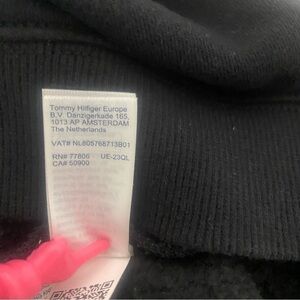 Tommy Hilfiger Europe
B.V. Danzigerkade 165,
1013 AP AMSTERDAM
The Netherlands
VAT# NL805768713B01
RN# 77806 UE-23QL
CA# 50900